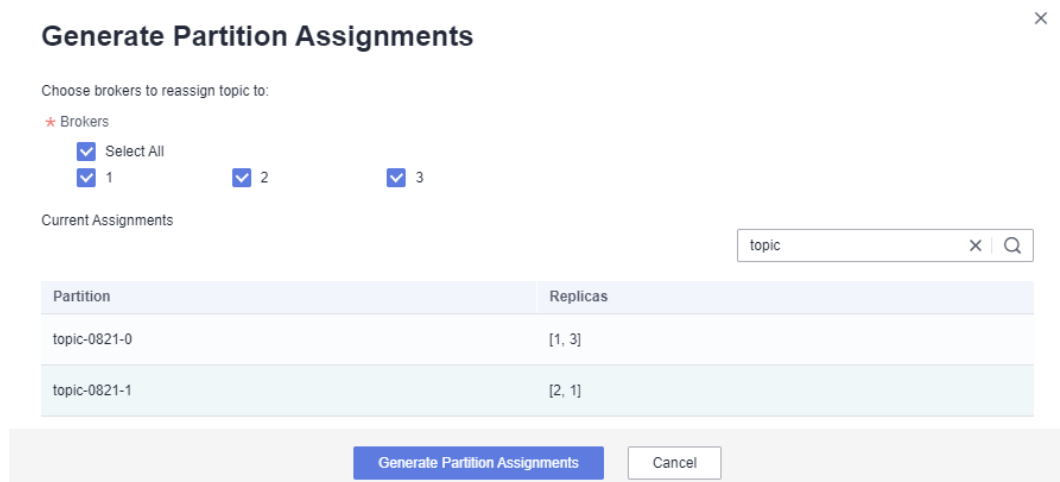 Generate Partition Assignments
Choose brokers to reassign topic to:
* Brokers
Select All
1 2 3
Current Assignments
topic
Partition Replicas
topic-0821-0 [1, 3]
topic-0821-1 [2, 1]
Generate Partition Assignments Cancel